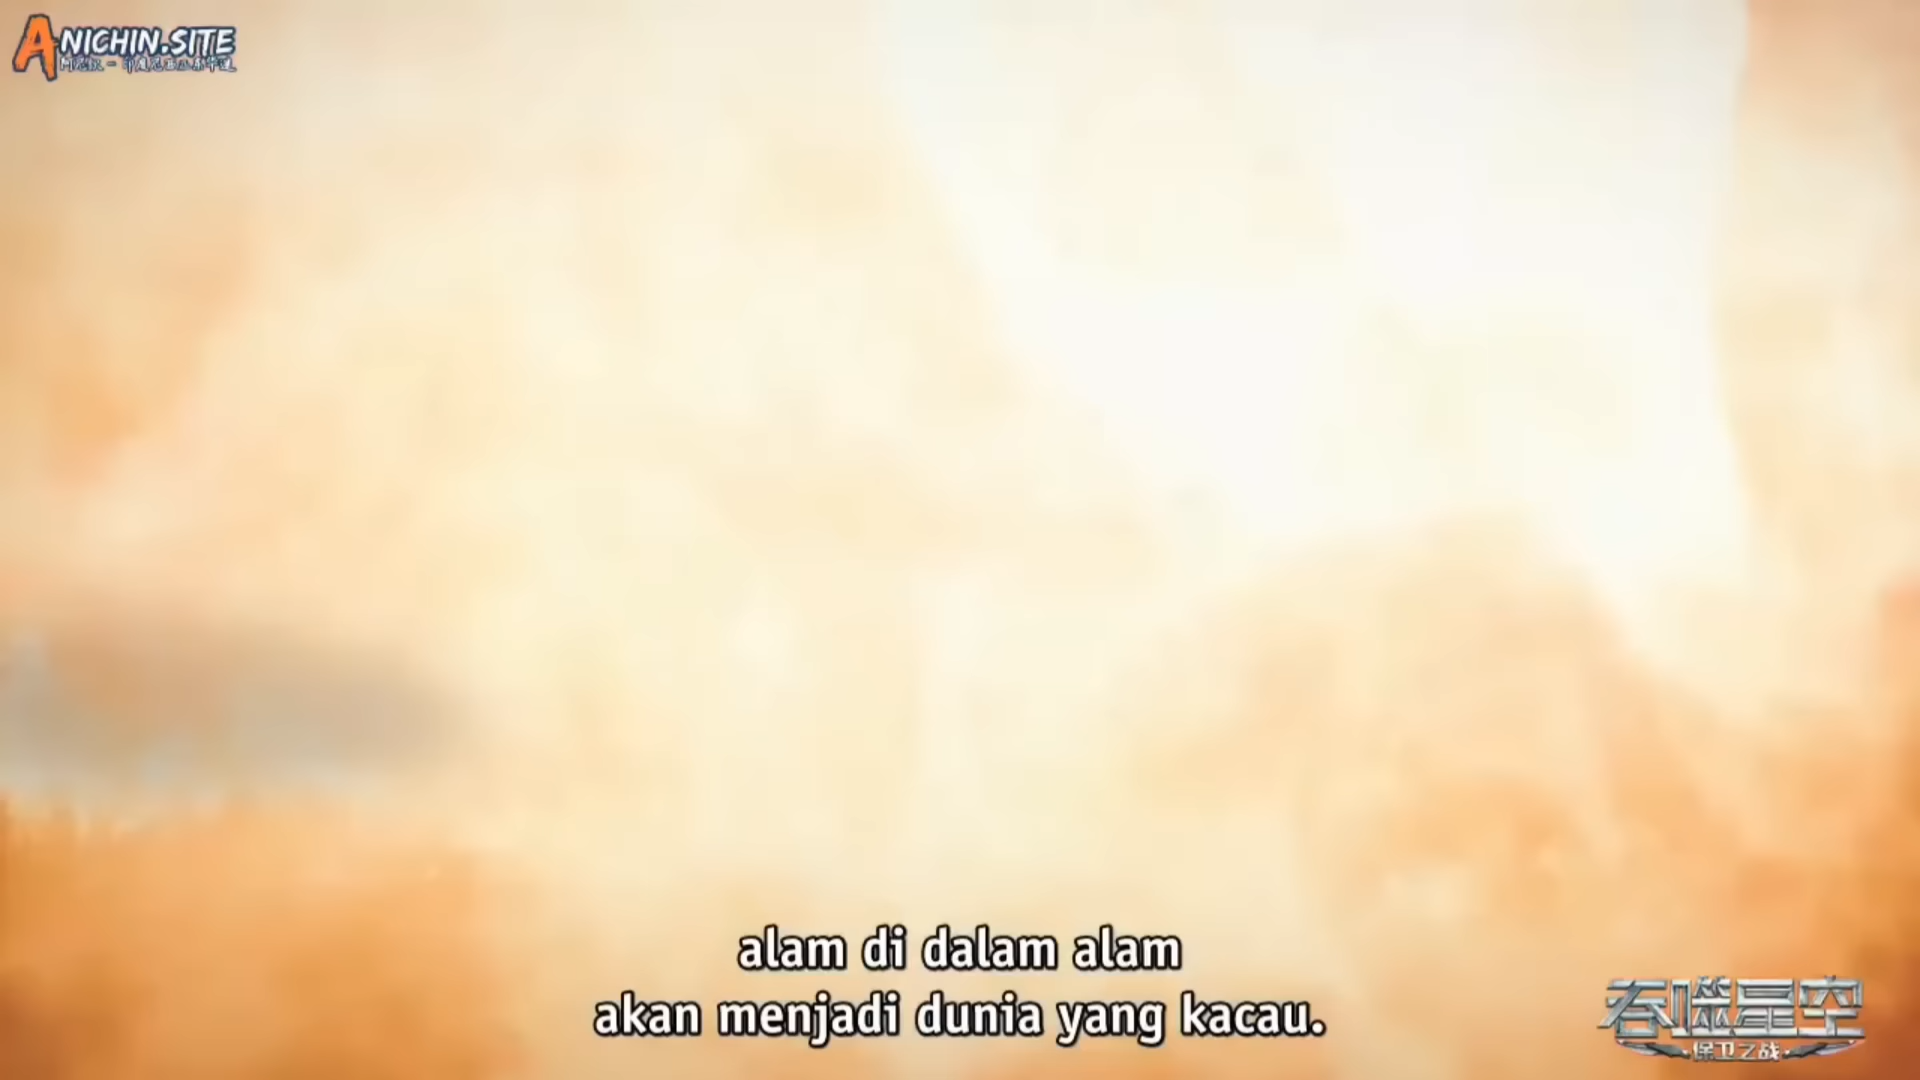 ANICHIN.SITE
alam di dalam alam
akan menjadi dunia yang kacau.
吞噬星空
·保卫之战·